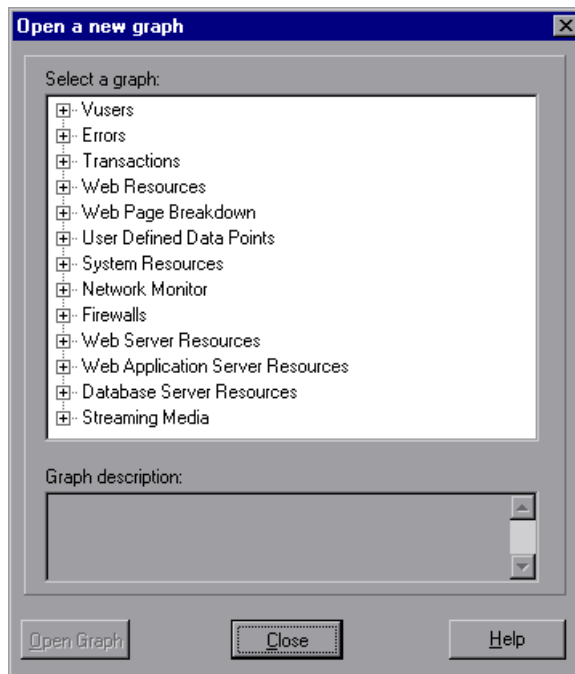 Open a new graph
Select a graph:
Vusers
Errors
Transactions
Web Resources
Web Page Breakdown
User Defined Data Points
System Resources
Network Monitor
Firewalls
Web Server Resources
Web Application Server Resources
Database Server Resources
Streaming Media
Graph description:
Open Graph Close Help